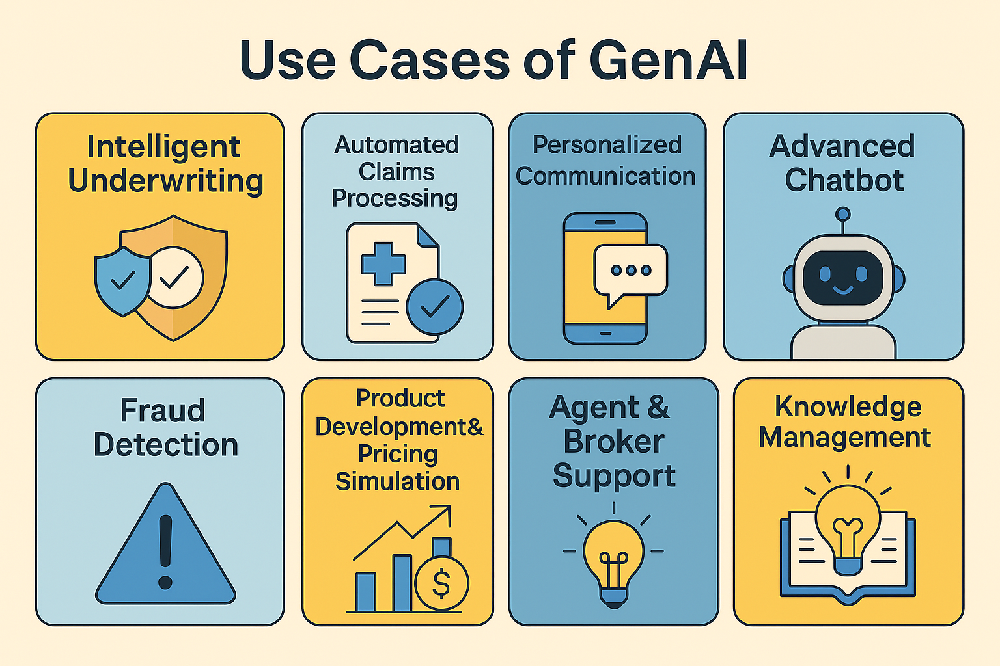 Use Cases of GenAI
Intelligent
Underwriting
Automated
Claims
Processing
Personalized
Communication
Advanced
Chatbot
Fraud
Detection
Product
Development&
Pricing
Simulation
$
Agent &
Broker
Support
Knowledge
Management